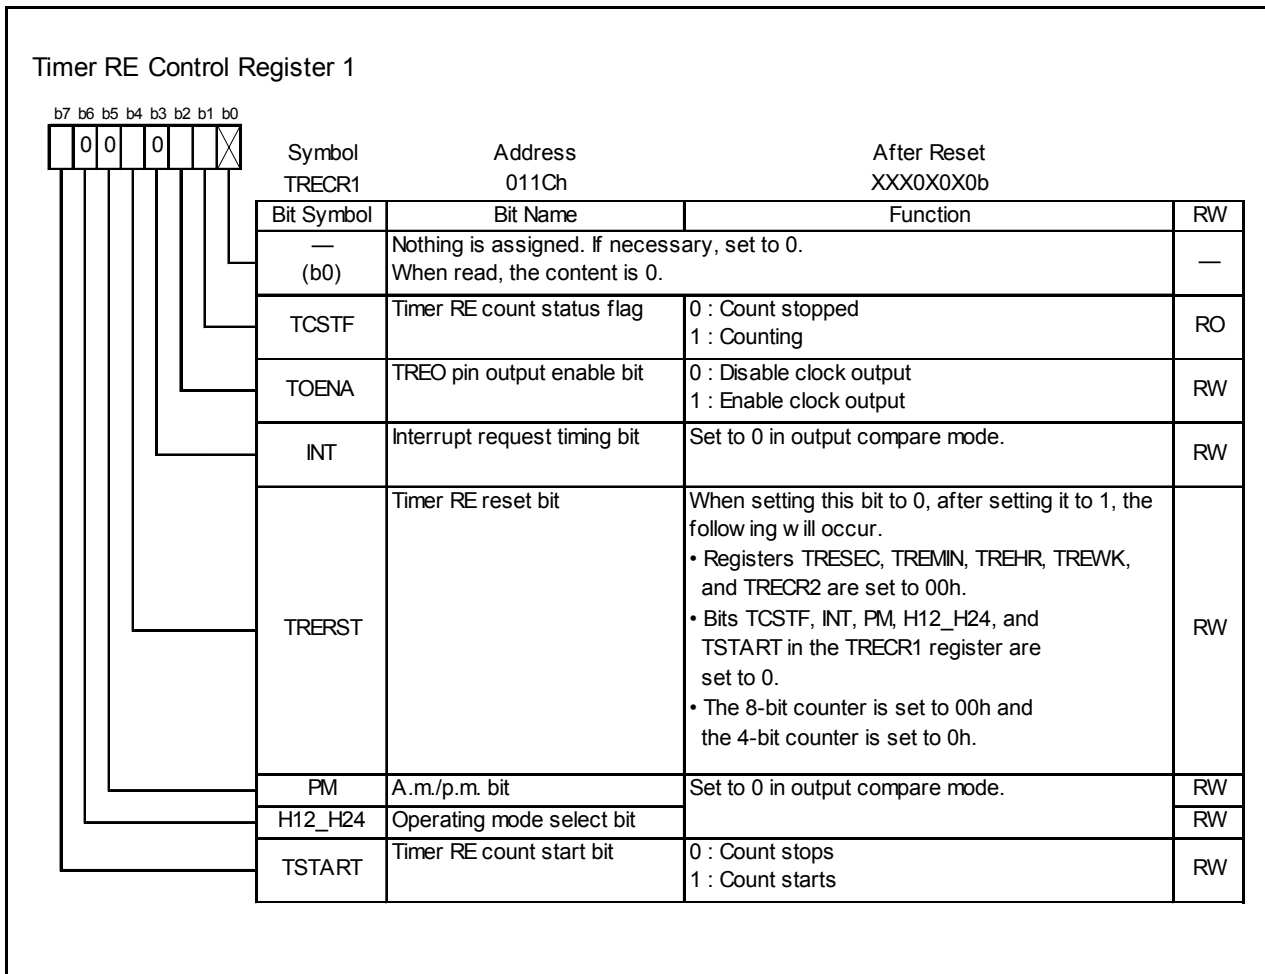 Timer RE Control Register 1
b7 b6 b5 b4 b3 b2 b1 b0
0 0 0
Symbol Address After Reset
TRECR1 011Ch XXX0X0X0b
Bit Symbol Bit Name Function RW
— (b0) Nothing is assigned. If necessary, set to 0.
When read, the content is 0. —
TCSTF Timer RE count status flag 0 : Count stopped
1 : Counting RO
TOENA TREO pin output enable bit 0 : Disable clock output
1 : Enable clock output RW
INT Interrupt request timing bit Set to 0 in output compare mode. RW
TRERST Timer RE reset bit When setting this bit to 0, after setting it to 1, the
following will occur.
• Registers TRESEC, TREMIN, TREHR, TREWK,
and TRECR2 are set to 00h.
• Bits TCSTF, INT, PM, H12_H24, and
TSTART in the TRECR1 register are
set to 0.
• The 8-bit counter is set to 00h and
the 4-bit counter is set to 0h. RW
PM A.m./p.m. bit Set to 0 in output compare mode. RW
H12_H24 Operating mode select bit RW
TSTART Timer RE count start bit 0 : Count stops
1 : Count starts RW